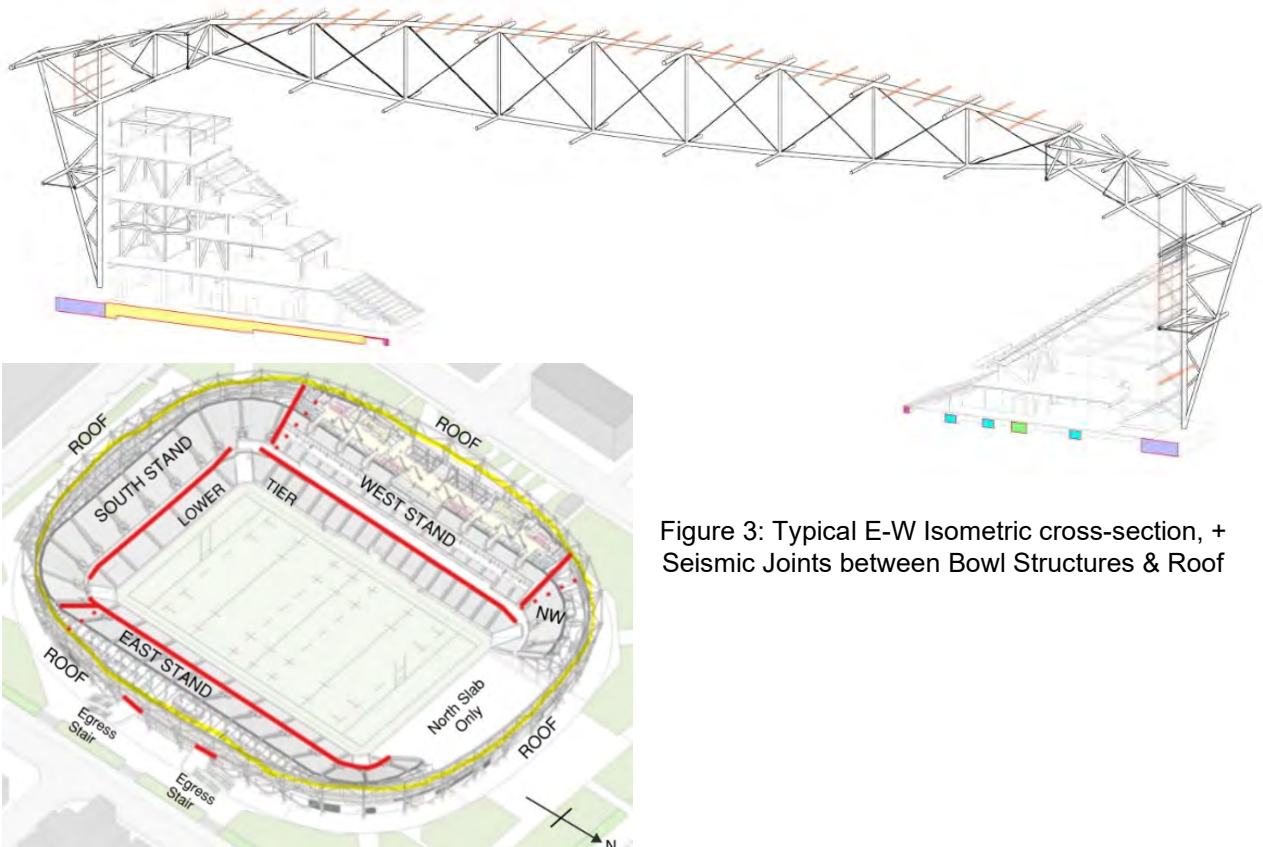 ROOF
ROOF
SOUTH STAND
LOWER
TIER
WEST STAND
NW
EAST STAND
ROOF
North Slab
Only
ROOF
Egress
Stair
Egress
Stair
N
Figure 3: Typical E-W Isometric cross-section, +
Seismic Joints between Bowl Structures & Roof